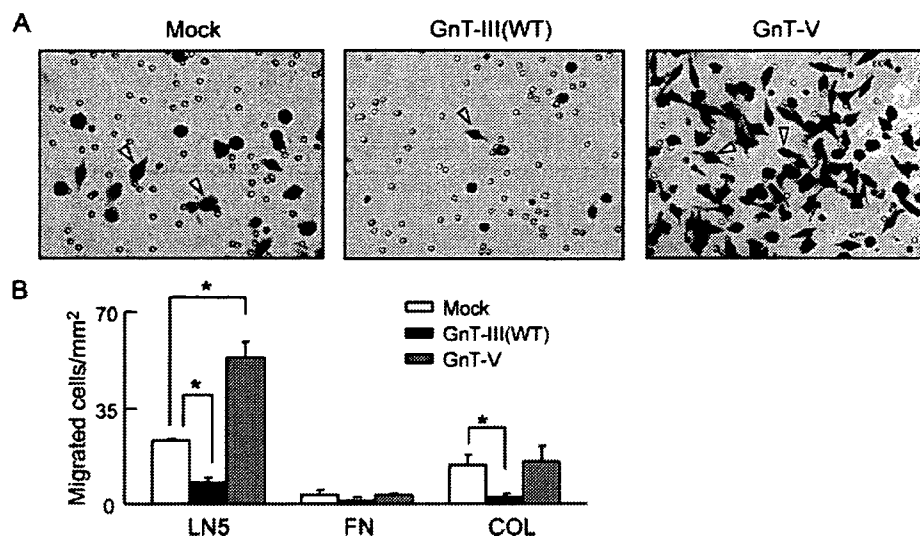 A
Mock
GnT-III(WT)
GnT-V
B
Migrated cells/mm²
70
35
0
*
*
*
Mock
GnT-III(WT)
GnT-V
LN5
FN
COL